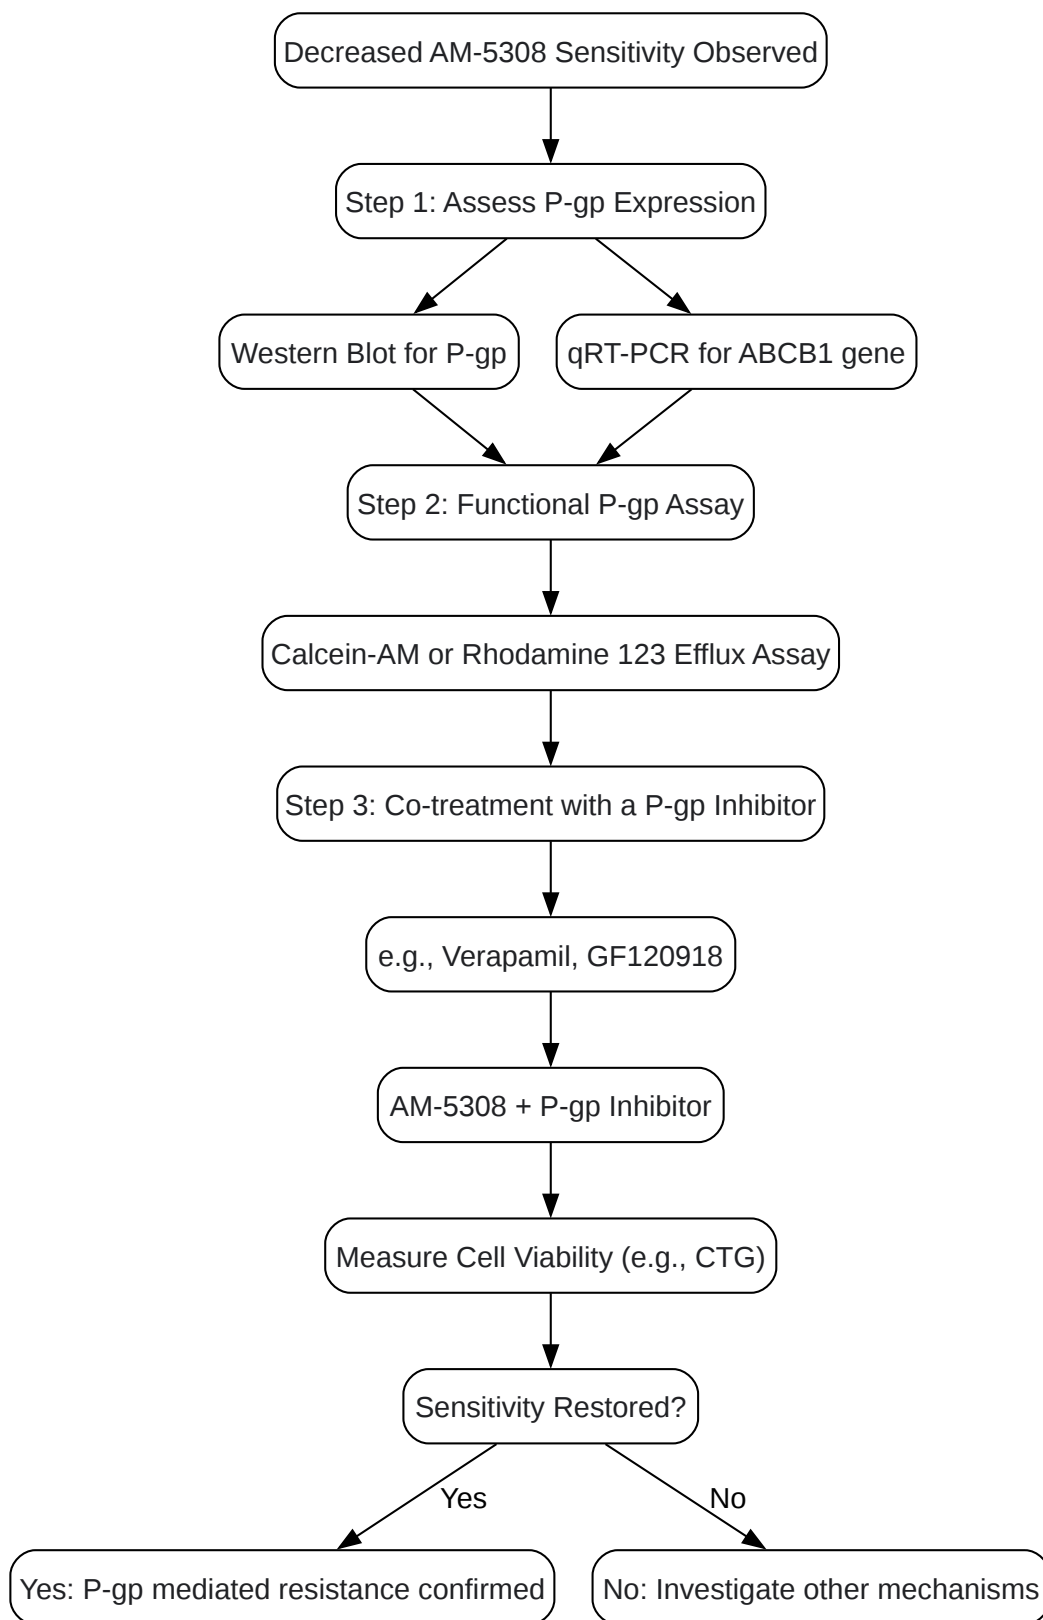 Decreased AM-5308 Sensitivity Observed
Step 1: Assess P-gp Expression
Western Blot for P-gp
qRT-PCR for ABCB1 gene
Step 2: Functional P-gp Assay
Calcein-AM or Rhodamine 123 Efflux Assay
Step 3: Co-treatment with a P-gp Inhibitor
e.g., Verapamil, GF120918
AM-5308 + P-gp Inhibitor
Measure Cell Viability (e.g., CTG)
Sensitivity Restored?
Yes
No
Yes: P-gp mediated resistance confirmed
No: Investigate other mechanisms